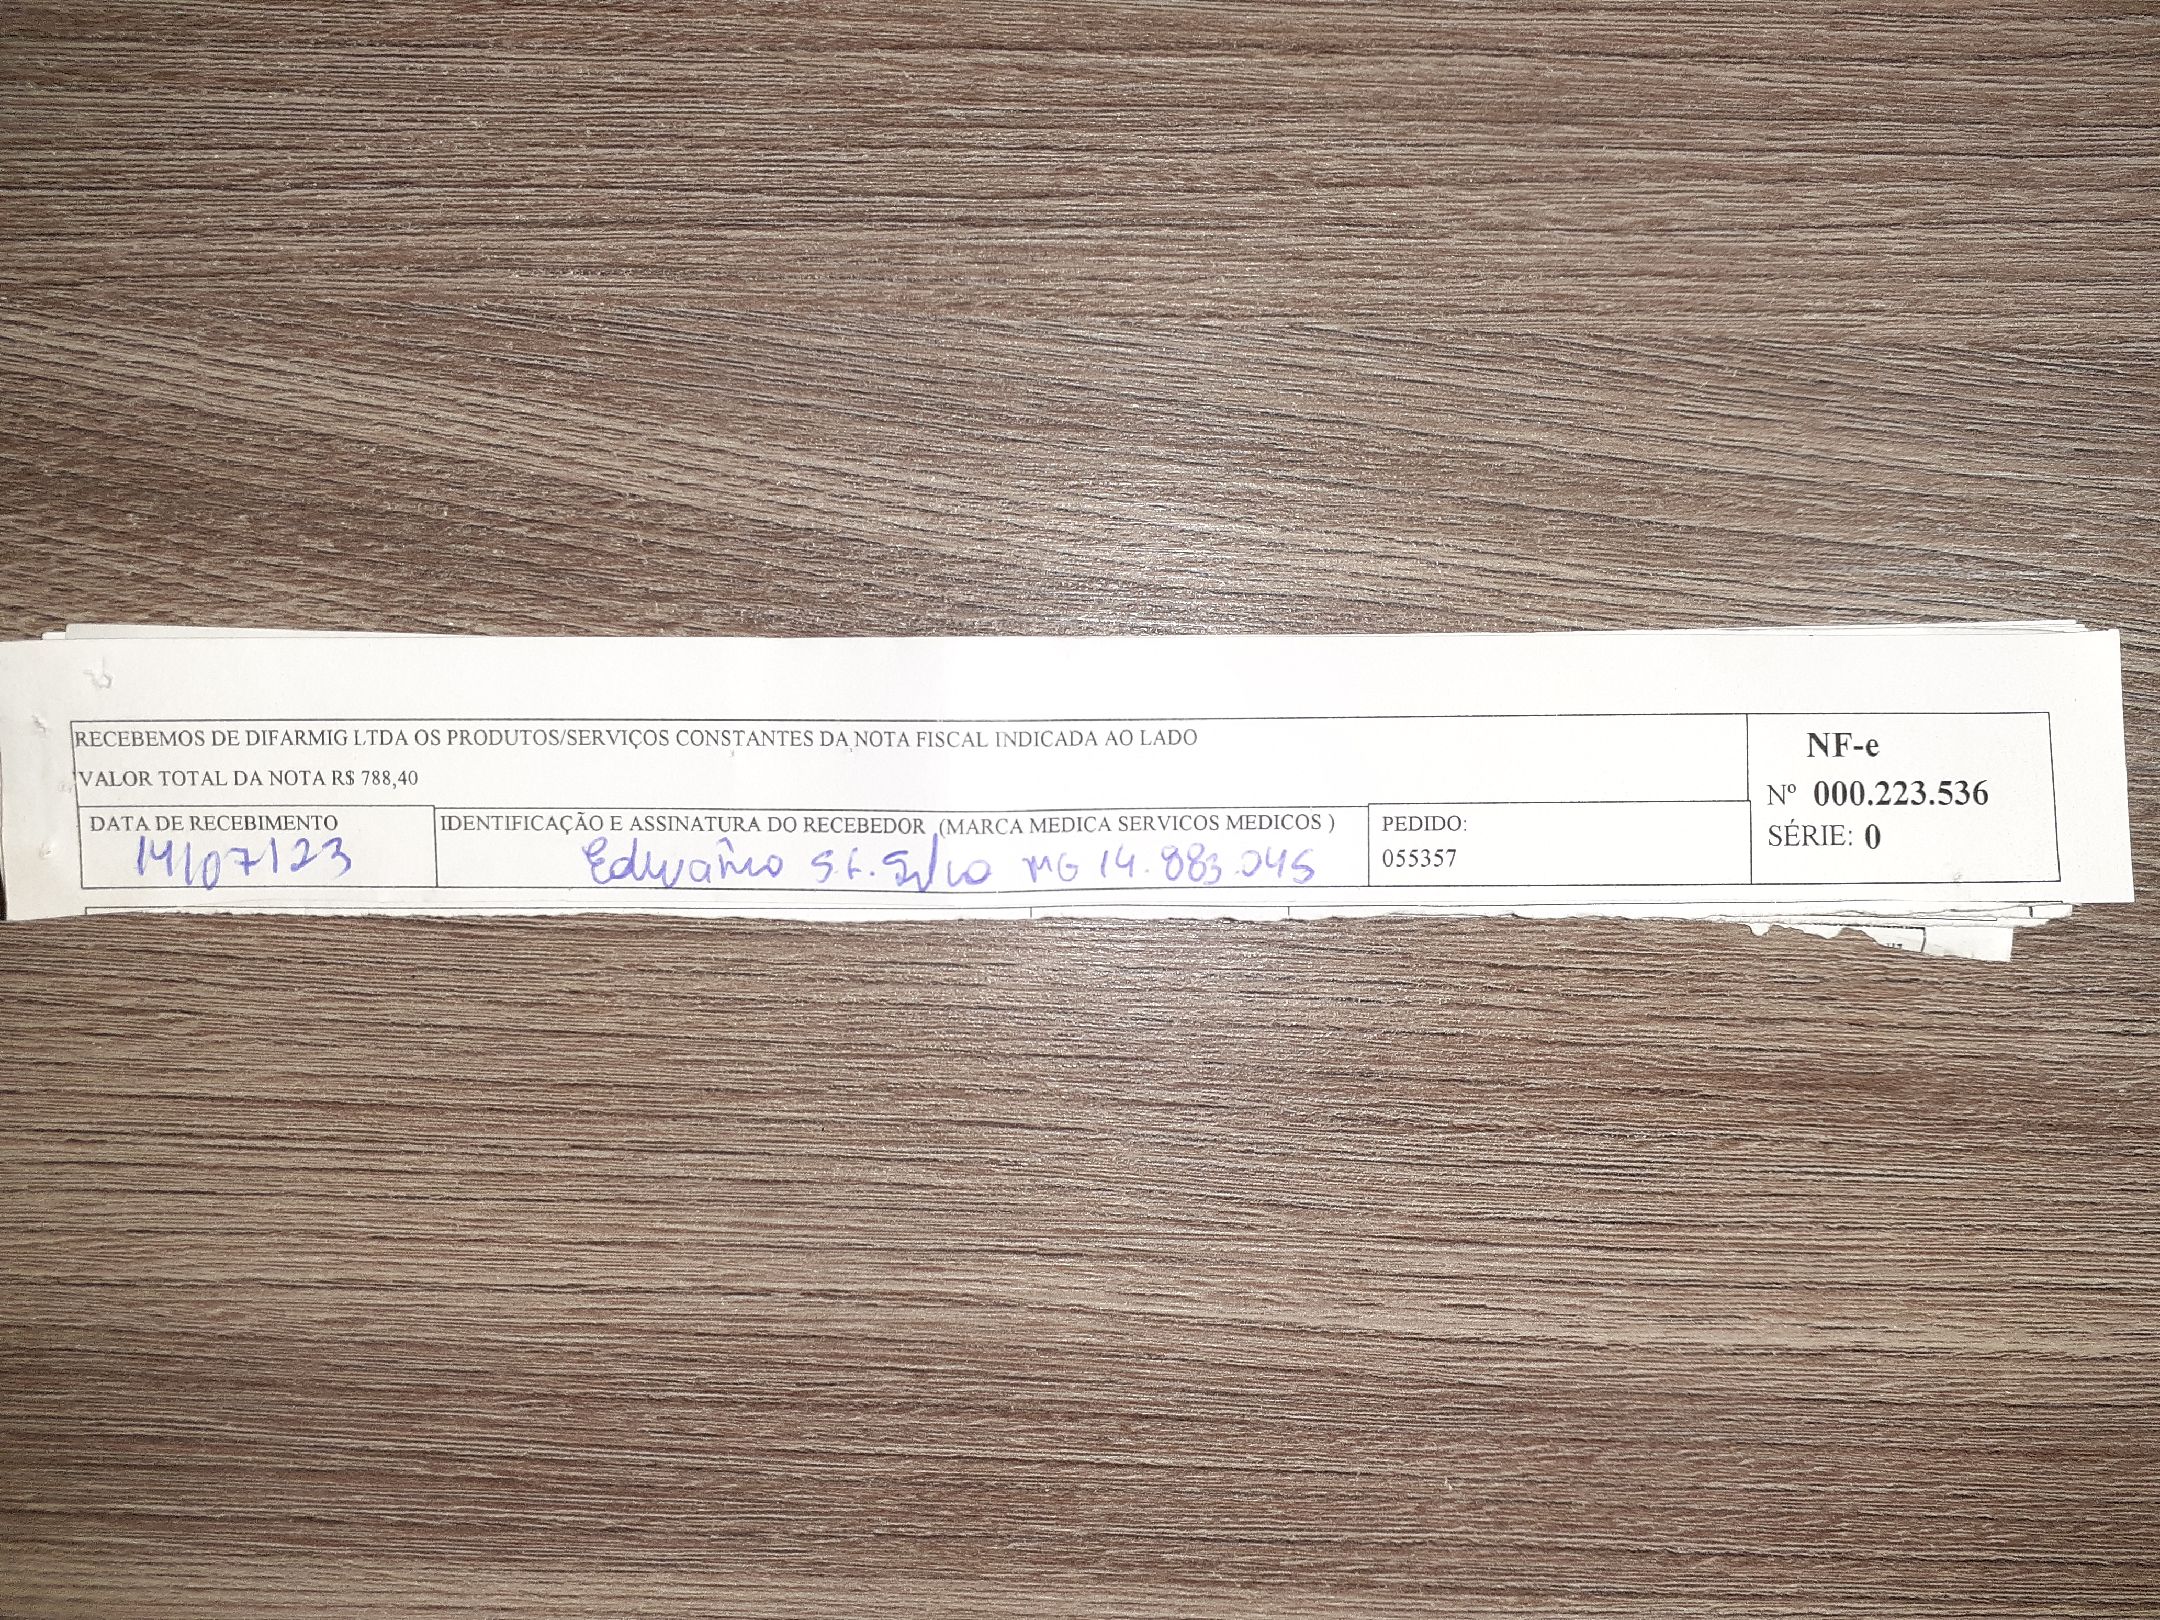 RECEBEMOS DE DIFARMIG LTDA OS PRODUTOS/SERVIÇOS CONSTANTES DA NOTA FISCAL INDICADA AO LADO
VALOR TOTAL DA NOTA R$ 788,40
NF-e
Nº 000.223.536
SÉRIE: 0
DATA DE RECEBIMENTO
14/07/23
IDENTIFICAÇÃO E ASSINATURA DO RECEBEDOR (MARCA MEDICA SERVICOS MEDICOS )
MG 14.883.045
PEDIDO:
055357